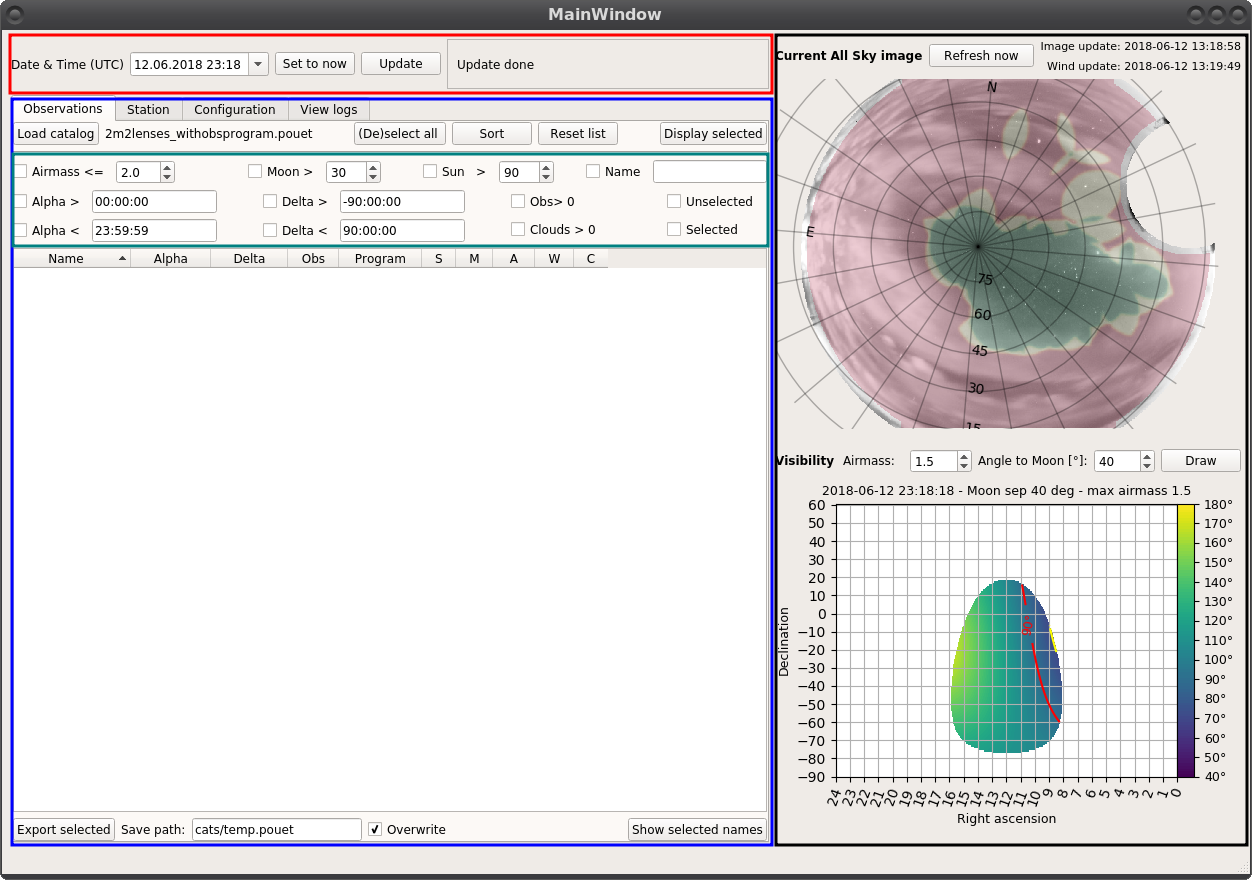 MainWindow
Date & Time (UTC) 12.06.2018 23:18 Set to now Update Update done
Observations Station Configuration View logs
Load catalog 2m2lenses_withobsprogram.pouet (De)select all Sort Reset list Display selected
Airmass <= 2.0 Moon > 30 Sun > 90 Name
Alpha > 00:00:00 Delta > -90:00:00 Obs> 0 Unselected
Alpha < 23:59:59 Delta < 90:00:00 Clouds > 0 Selected
Name Alpha Delta Obs Program S M A W C
Export selected Save path: cats/temp.pouet Overwrite Show selected names
Current All Sky image Refresh now Image update: 2018-06-12 13:18:58
Wind update: 2018-06-12 13:19:49
N
E
75
60
45
30
15
Visibility Airmass: 1.5 Angle to Moon [°]: 40 Draw
2018-06-12 23:18:18 - Moon sep 40 deg - max airmass 1.5
60 180°
50 170°
40 160°
30 150°
20 140°
10 130°
0 120°
−10 110°
−20 100°
−30 90°
−40 80°
−50 70°
−60 60°
−70 50°
−80 40°
−90
90°
Declination
24 23 22 21 20 19 18 17 16 15 14 13 12 11 10 9 8 7 6 5 4 3 2 1 0
Right ascension